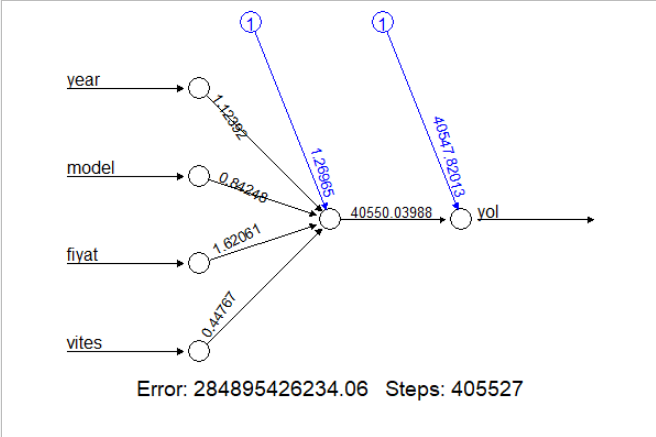 1 1
year
1.12392
model
0.84248
1.26965
40547.82013
40550.03988
yol
fiyat
1.62061
vites
0.44767
Error: 284895426234.06 Steps: 405527